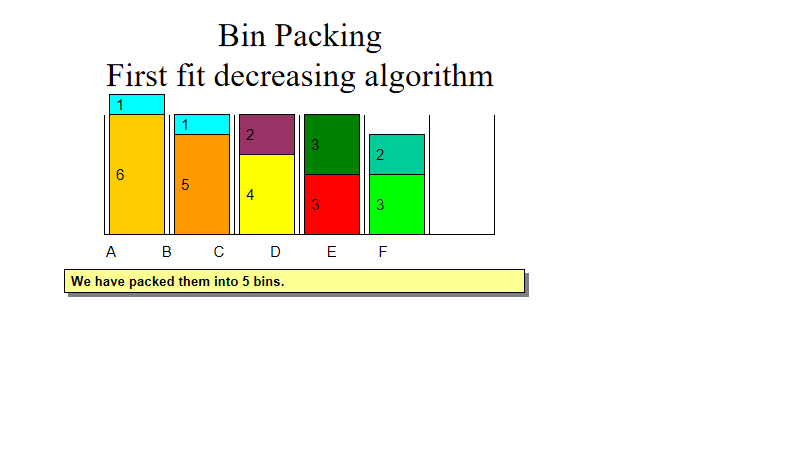 Bin Packing
First fit decreasing algorithm
1
1
2
3
2
6
5
4
3
3
A B C D E F
We have packed them into 5 bins.